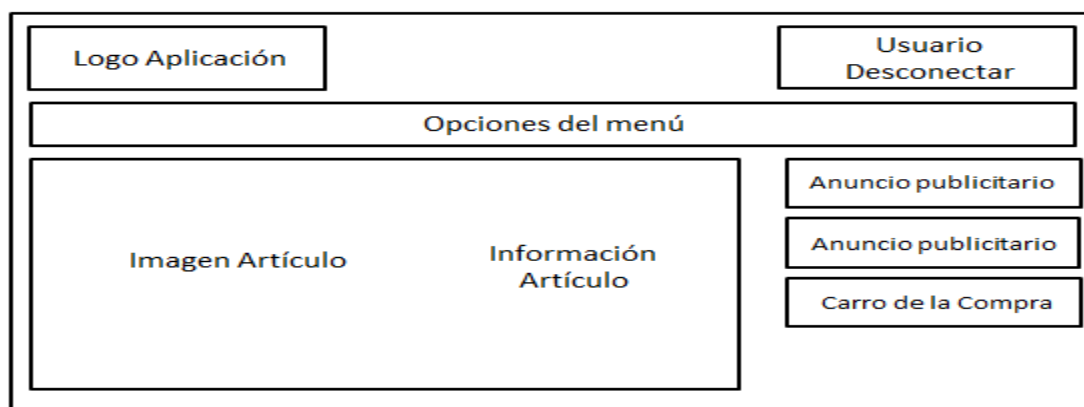 Logo Aplicación
Usuario
Desconectar
Opciones del menú
Imagen Artículo
Información
Artículo
Anuncio publicitario
Anuncio publicitario
Carro de la Compra